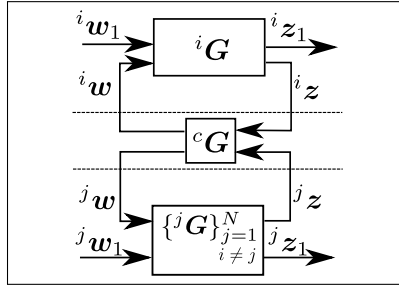 ⁱw₁ ⁱG ⁱz₁
ⁱw ⁱz
ᶜG
ʲw ʲz
{ʲG}ᴺⱼ₌₁
ʲw₁ i ≠ j ʲz₁